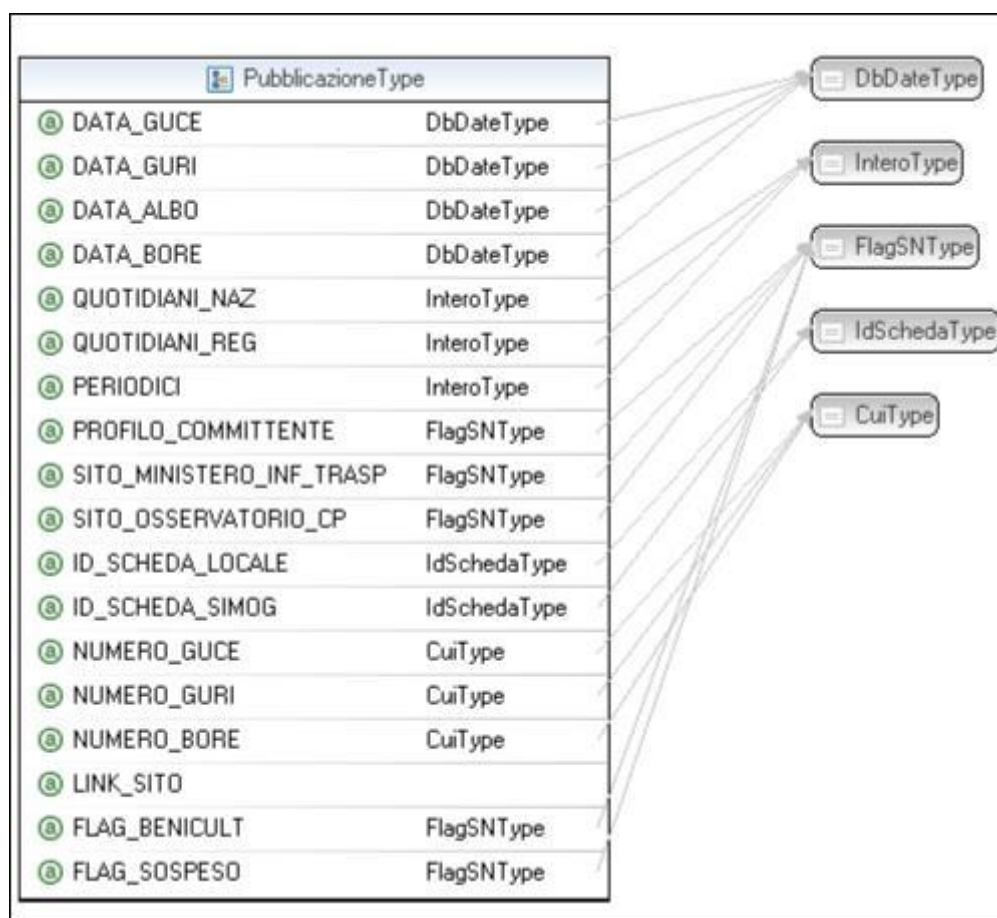 PubblicazioneType
DATA_GUCE DbDateType
DATA_GURI DbDateType
DATA_ALBO DbDateType
DATA_BORE DbDateType
QUOTIDIANI_NAZ InteroType
QUOTIDIANI_REG InteroType
PERIODICI InteroType
PROFILO_COMMITTENTE FlagSNType
SITO_MINISTERO_INF_TRASP FlagSNType
SITO_OSSERVATORIO_CP FlagSNType
ID_SCHEDA_LOCALE IdSchedaType
ID_SCHEDA_SIMOG IdSchedaType
NUMERO_GUCE CuiType
NUMERO_GURI CuiType
NUMERO_BORE CuiType
LINK_SITO
FLAG_BENICULT FlagSNType
FLAG_SOSPESO FlagSNType
DbDateType
InteroType
FlagSNType
IdSchedaType
CuiType